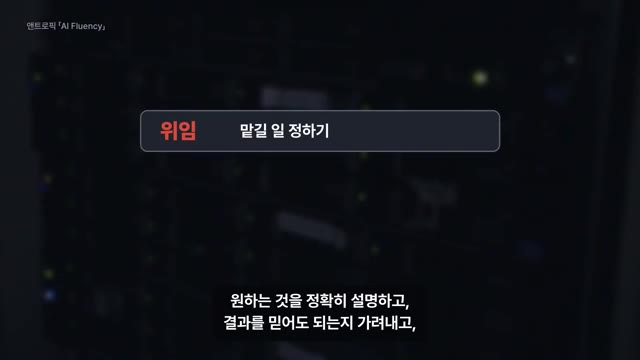 앤트로픽 「AI Fluency」
위임 맡길 일 정하기
원하는 것을 정확히 설명하고,
결과를 믿어도 되는지 가려내고,